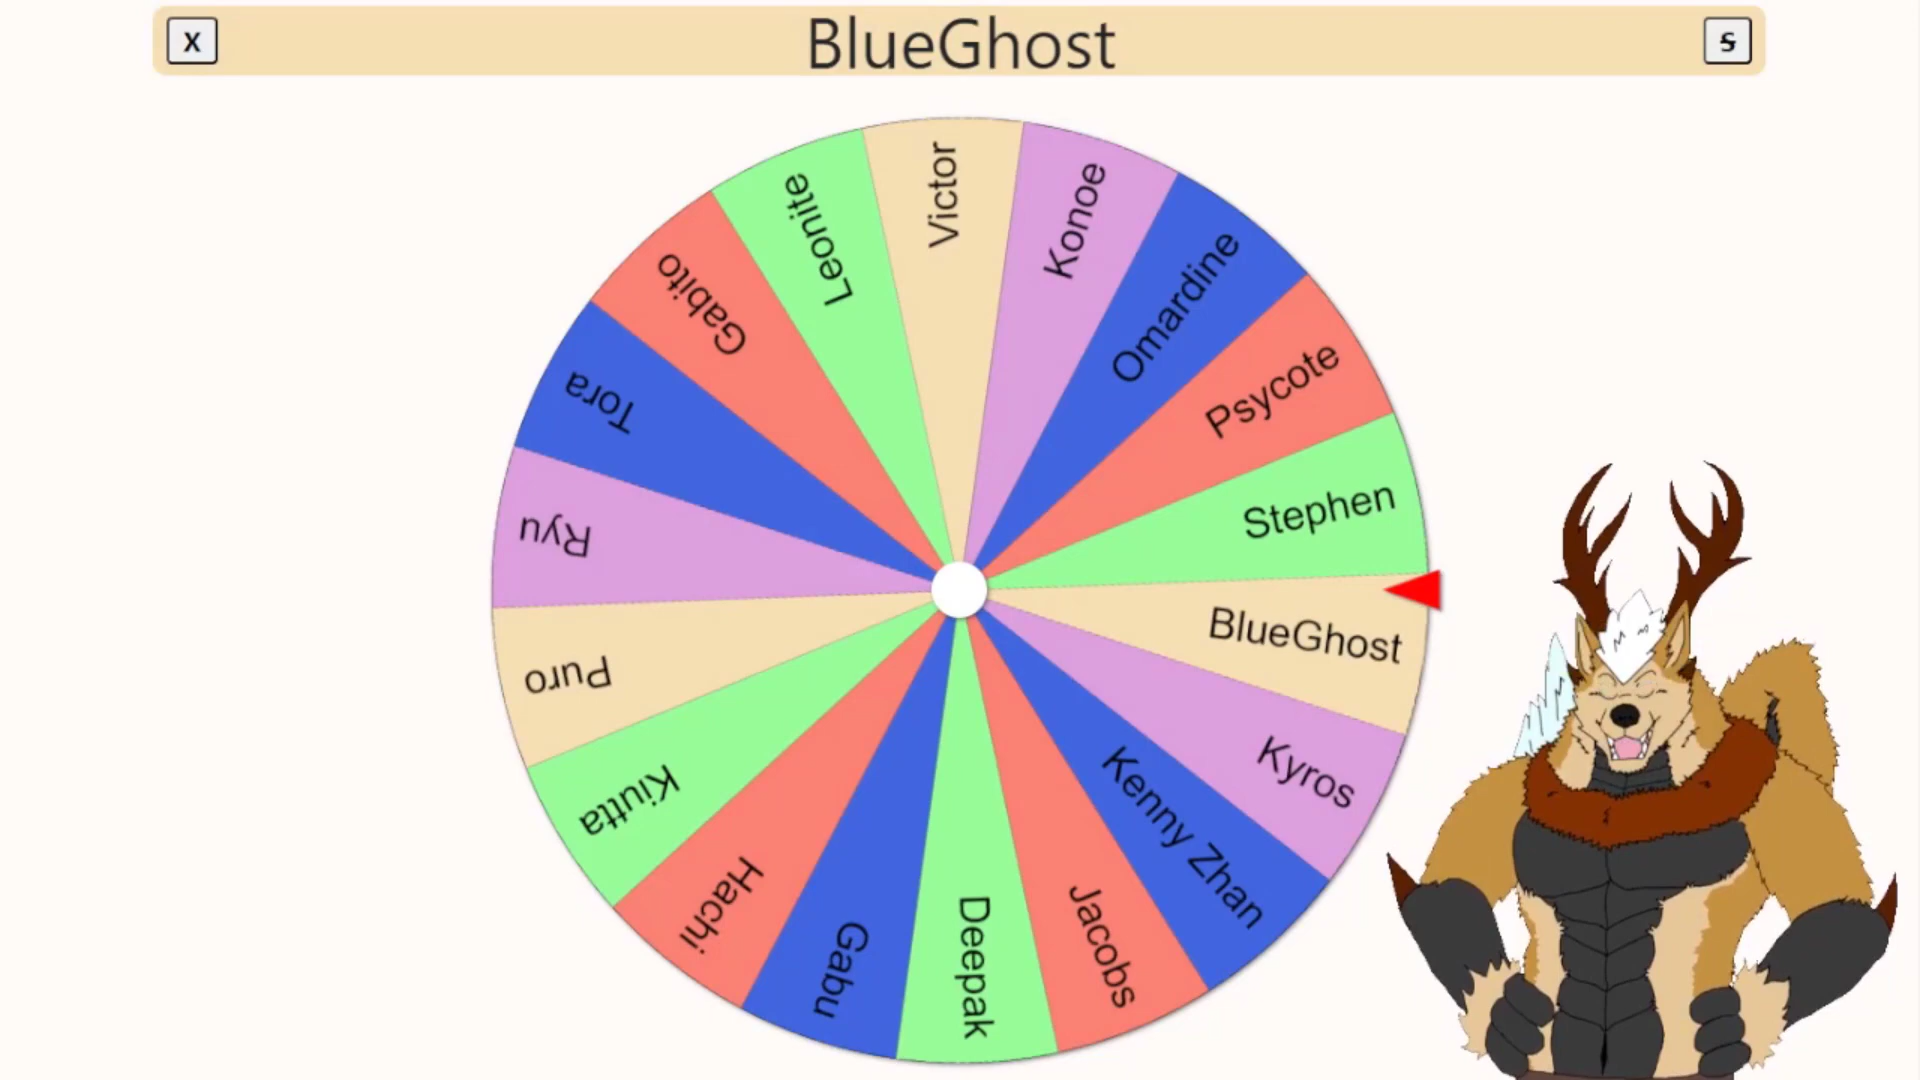 X
BlueGhost
S
Victor
Konoe
Omardine
Psycote
Stephen
BlueGhost
Kyros
Kenny Zhan
Jacobs
Deepak
Gabu
Hachi
Kiutta
Puro
Ryu
Tora
Gabito
Leonite